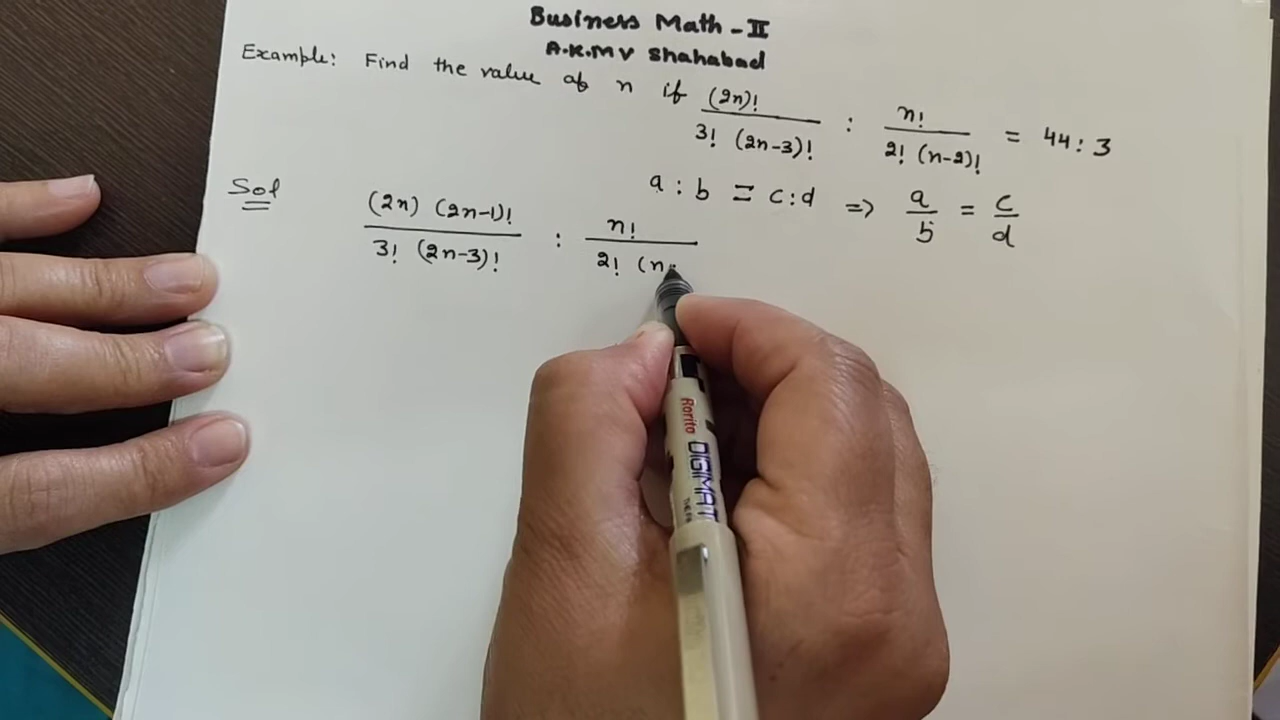 Business Math - II
A.K.M V Shahabad
Example: Find the value of n if (2n)! / 3! (2n-3)! : n! / 2! (n-2)! = 44 : 3
a : b = c : d => a/b = c/d
Sol
(2n) (2n-1)! / 3! (2n-3)! : n! / 2! (n
Rorito
DIGIMAT